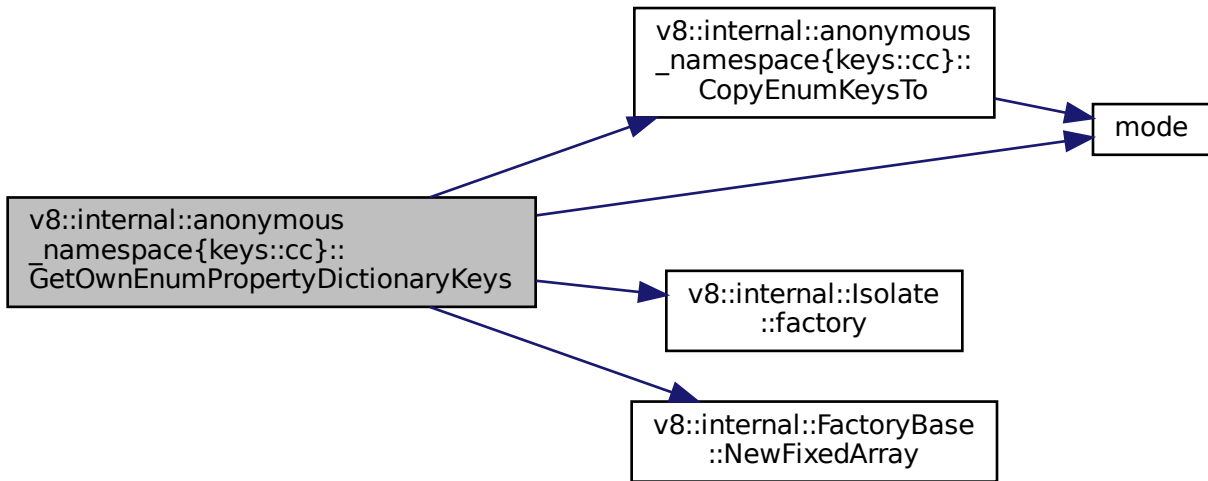 v8::internal::anonymous
_namespace{keys::cc}::
CopyEnumKeysTo
mode
v8::internal::anonymous
_namespace{keys::cc}::
GetOwnEnumPropertyDictionaryKeys
v8::internal::Isolate
::factory
v8::internal::FactoryBase
::NewFixedArray